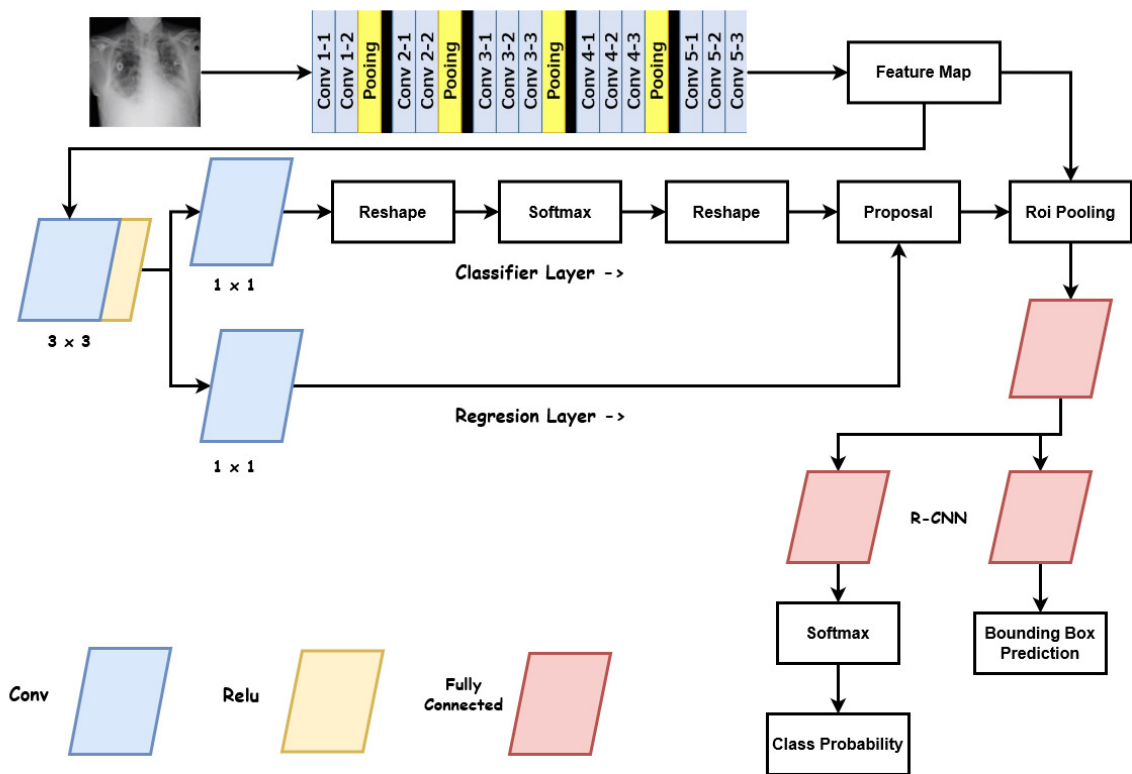 Conv 1-1
Conv 1-2
Pooing
Conv 2-1
Conv 2-2
Pooing
Conv 3-1
Conv 3-2
Conv 3-3
Pooing
Conv 4-1
Conv 4-2
Conv 4-3
Pooing
Conv 5-1
Conv 5-2
Conv 5-3
Feature Map
Reshape
Softmax
Reshape
Proposal
Roi Pooling
1 x 1
Classifier Layer ->
3 x 3
Regresion Layer ->
1 x 1
R-CNN
Softmax
Bounding Box
Prediction
Conv
Relu
Fully
Connected
Class Probability